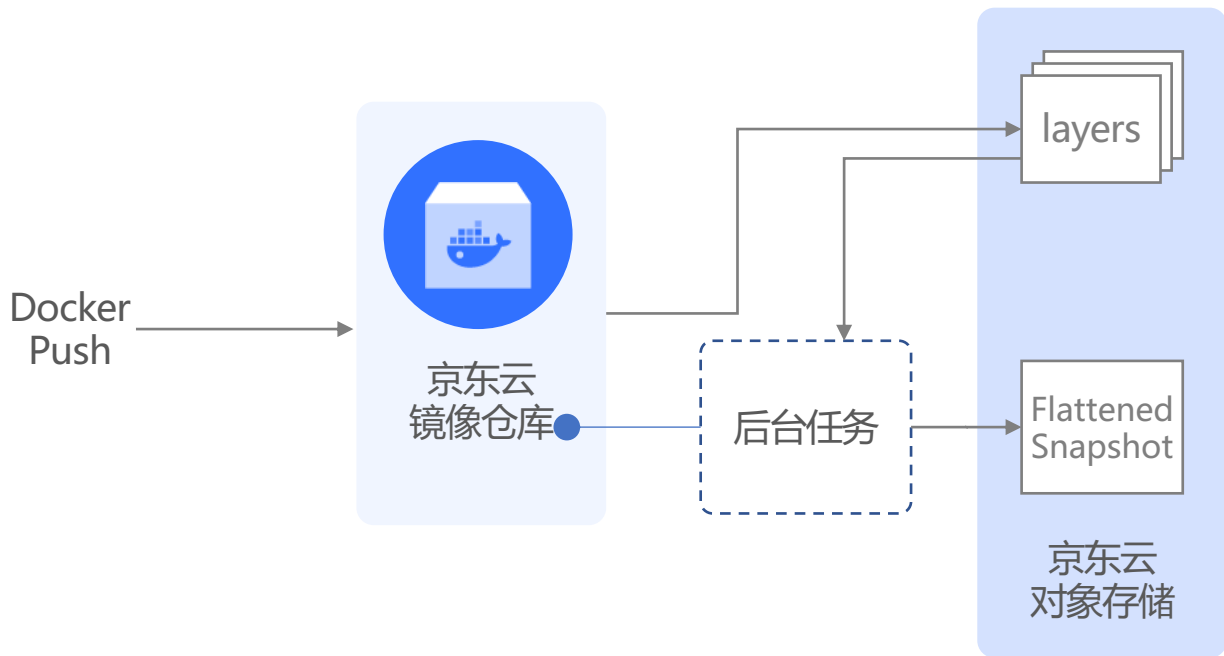 Docker
Push
京东云
镜像仓库
后台任务
layers
Flattened
Snapshot
京东云
对象存储